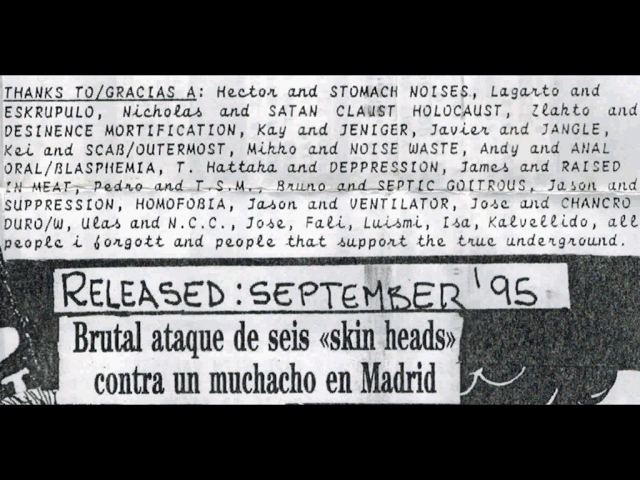 THANKS TO/GRACIAS A: Hector and STOMACH NOISES, Lagarto and
ESKRUPULO, Nicholas and SATAN CLAUST HOLOCAUST, Zlahto and
DESINENCE MORTIFICATION, Kay and JENIGER, Javier and JANGLE,
Kei and SCAB/OUTERMOST, Mihho and NOISE WASTE, Andy and ANAL
ORAL/BLASPHEMIA, T. Hattaha and DEPPRESSION, James and RAISED
IN MEAT, Pedro and T.S.M., Bruno and SEPTIC GOITROUS, Jason and
SUPPRESSION, HOMOFOBIA, Jason and VENTILATOR, Jose and CHANCRO
DURO/W, Ulas and N.C.C., Jose, Fali, Luismi, Isa, Kalvellido, all
people i forgott and people that support the true underground.
RELEASED: SEPTEMBER '95
Brutal ataque de seis «skin heads»
contra un muchacho en Madrid